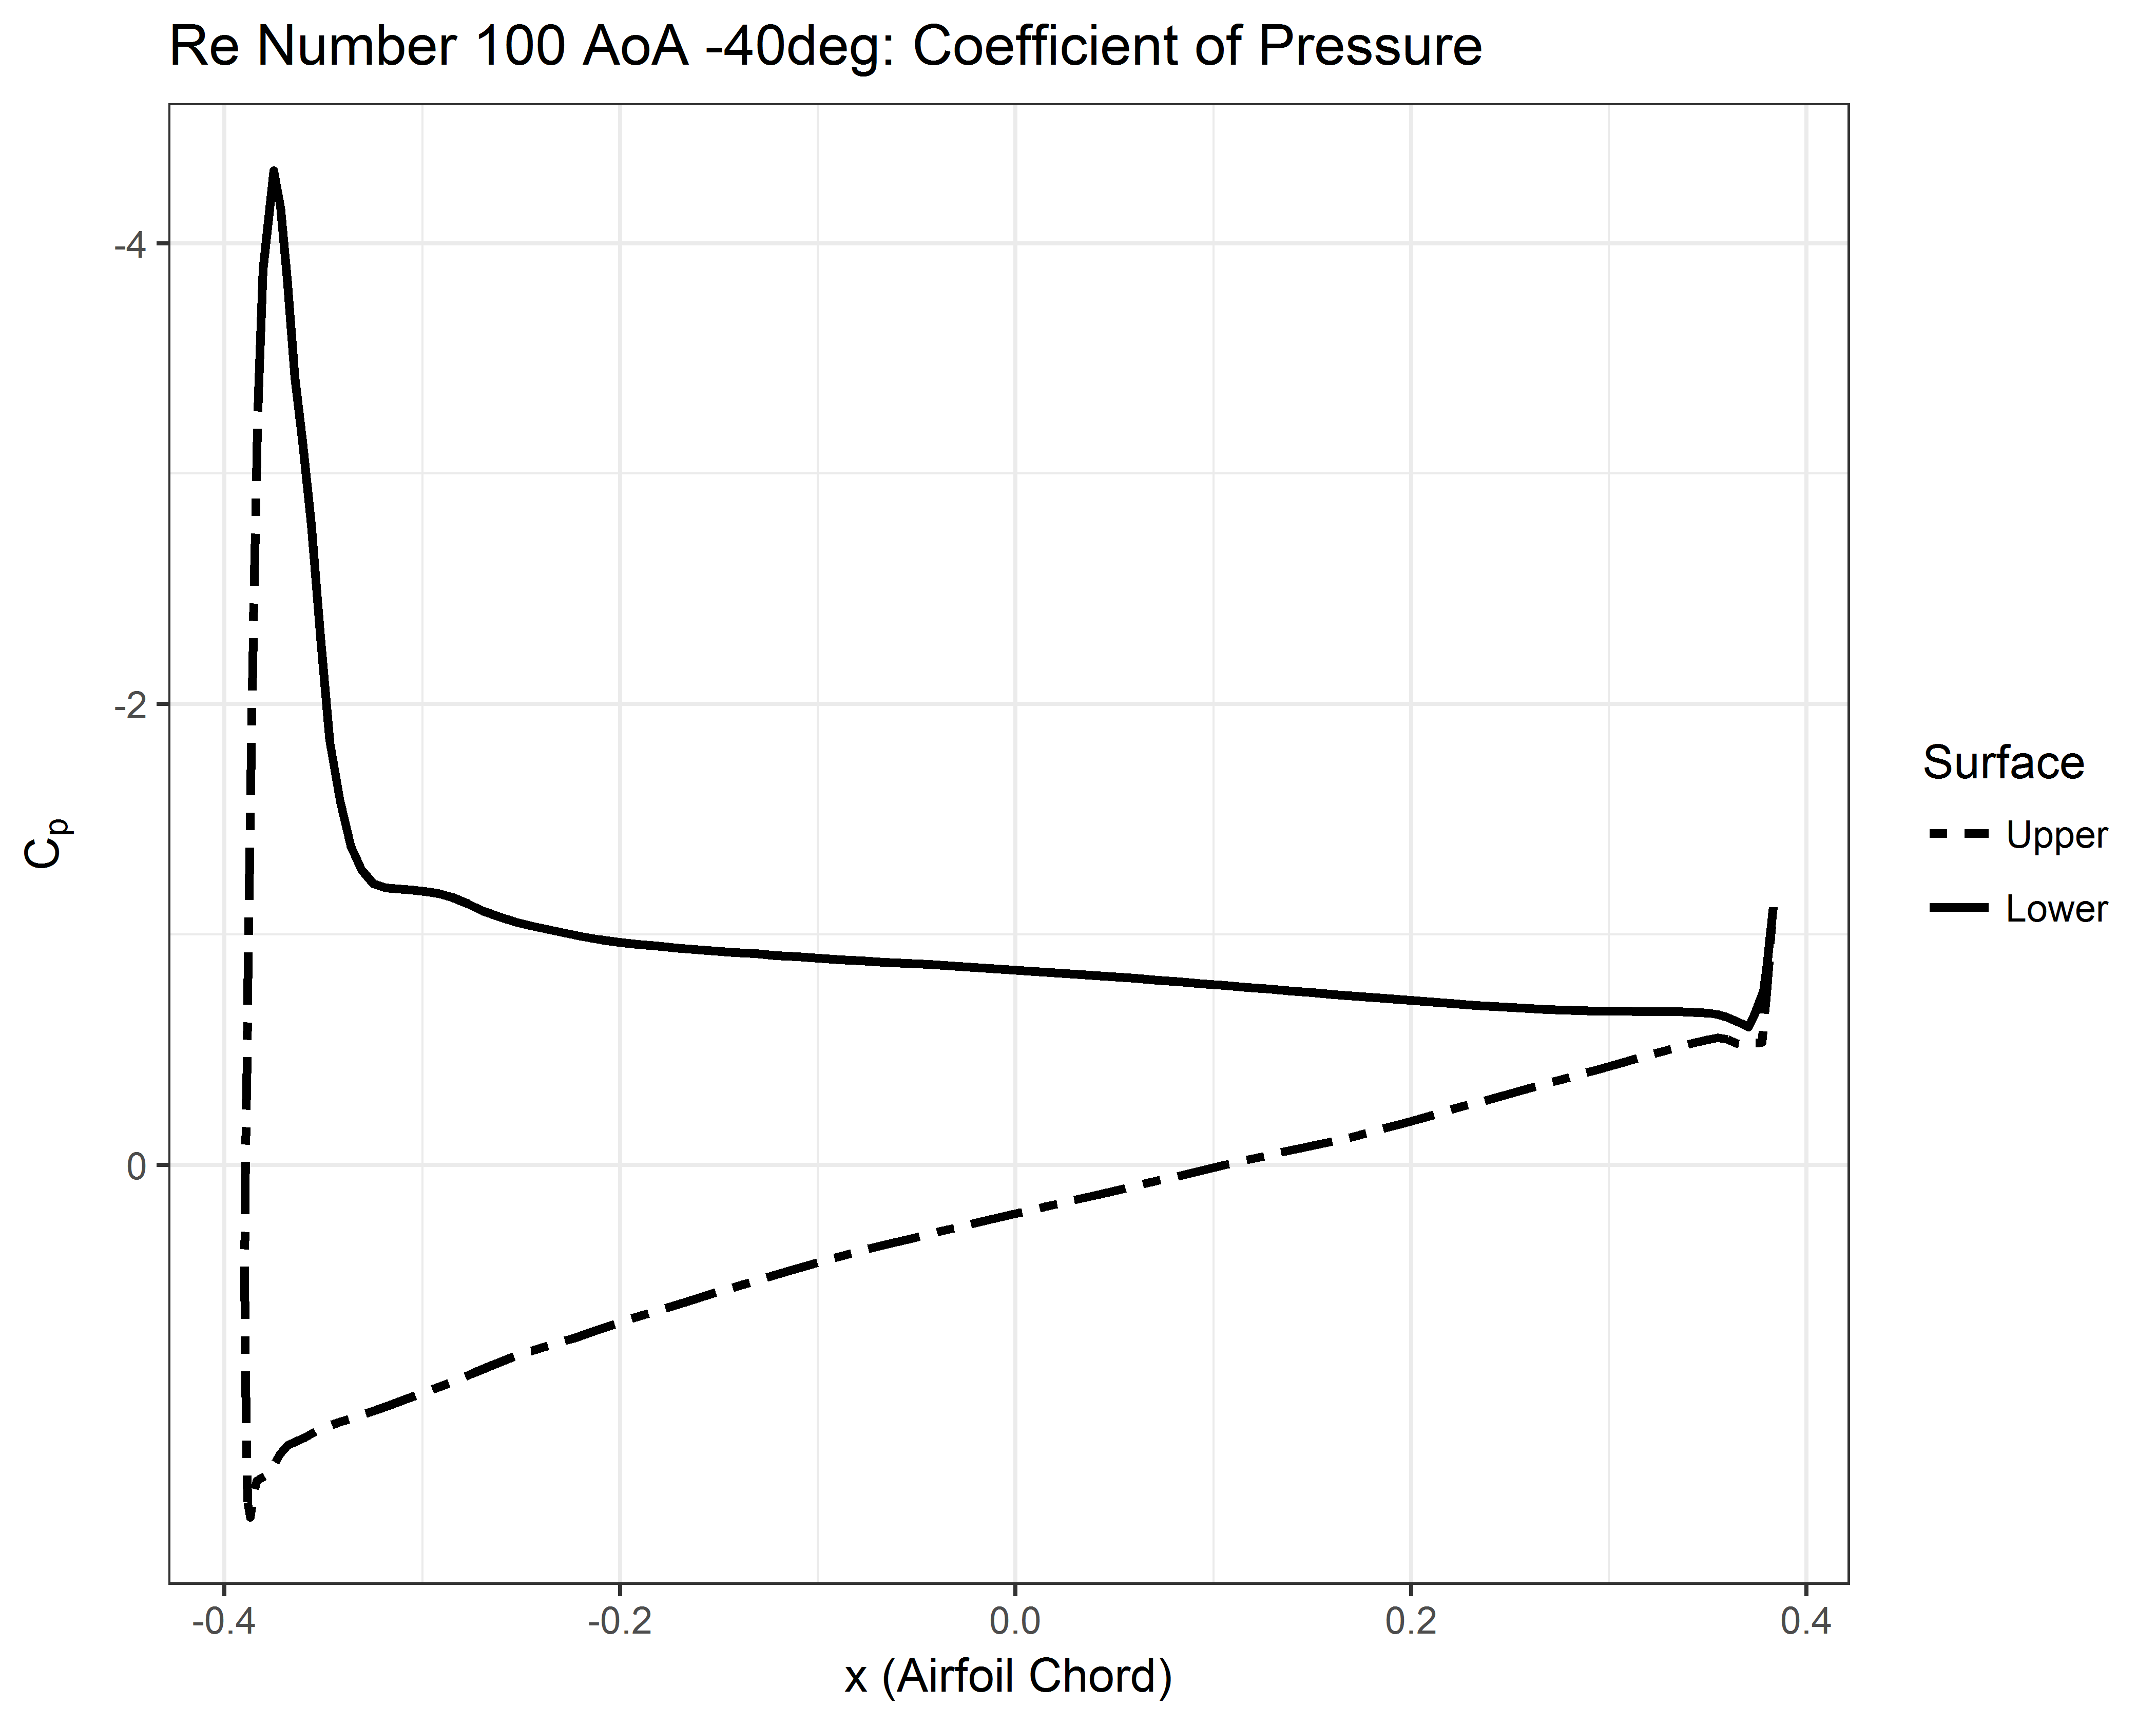 Re Number 100 AoA -40deg: Coefficient of Pressure
-4
-2
0
Cp
-0.4
-0.2
0.0
0.2
0.4
x (Airfoil Chord)
Surface
Upper
Lower